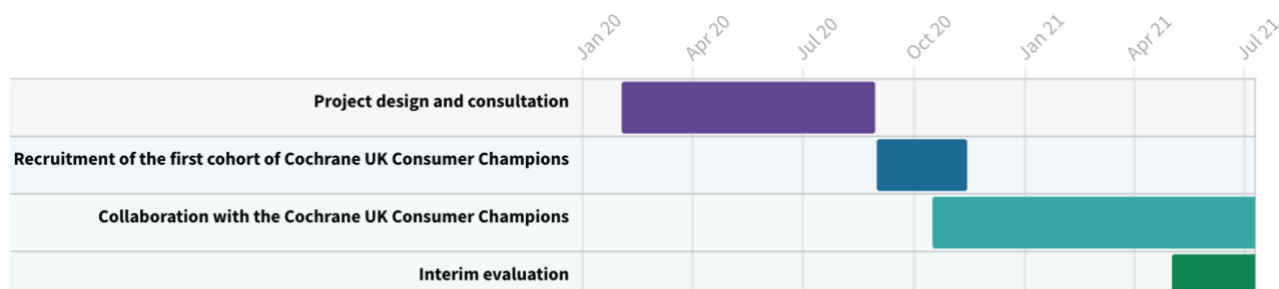 Jan 20
Apr 20
Jul 20
Oct 20
Jan 21
Apr 21
Jul 21
Project design and consultation
Recruitment of the first cohort of Cochrane UK Consumer Champions
Collaboration with the Cochrane UK Consumer Champions
Interim evaluation